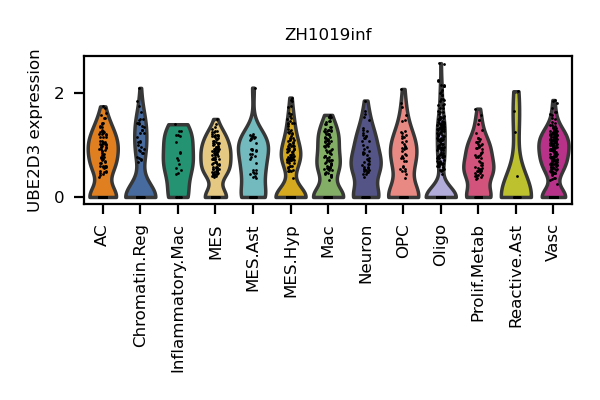 ZH1019inf
UBE2D3 expression
2
0
AC
Chromatin.Reg
Inflammatory.Mac
MES
MES.Ast
MES.Hyp
Mac
Neuron
OPC
Oligo
Prolif.Metab
Reactive.Ast
Vasc